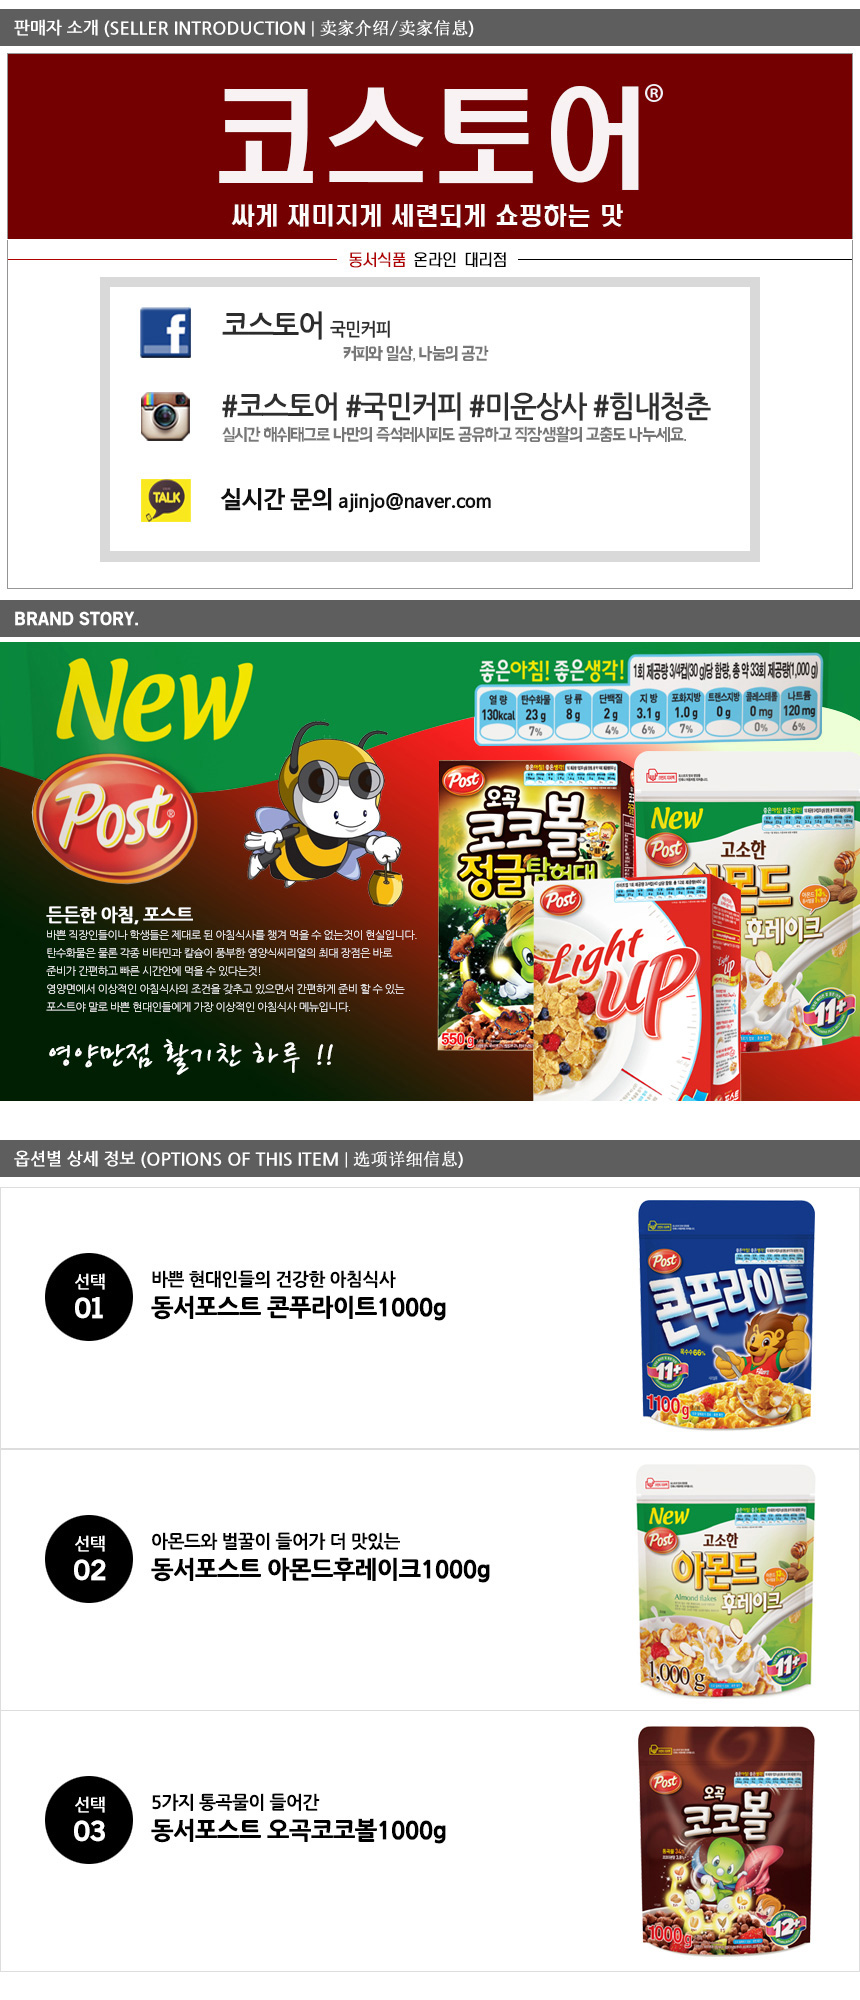 판매자 소개 (SELLER INTRODUCTION | 卖家介绍/卖家信息)
코스토어®
싸게 재미지게 세련되게 쇼핑하는 맛
동서식품 온라인 대리점
코스토어 국민커피
커피와 일상, 나눔의 공간
#코스토어 #국민커피 #미운상사 #힘내청춘
실시간 해쉬태그로 나만의 즉석레시피도 공유하고 직장생활의 고충도 나누세요.
TALK
실시간 문의 ajinjo@naver.com
BRAND STORY.
New
Post®
좋은아침! 좋은생각!
1회 제공량 3/4컵(30 g)당 함량, 총 약 33회 제공량(1,000 g)
열량 탄수화물 당류 단백질 지방 포화지방 트랜스지방 콜레스테롤 나트륨
130kcal 23 g 8 g 2 g 3.1 g 1.0 g 0 g 0 mg 120 mg
7% 4% 6% 7% 0% 6%
Post
오곡
코코볼
정글탐험대
550 g
New
Post
고소한
아몬드
후레이크
11+
Post
Light
UP
든든한 아침, 포스트
바쁜 직장인들이나 학생들은 제대로 된 아침식사를 챙겨 먹을 수 없는것이 현실입니다.
탄수화물은 물론 각종 비타민과 칼슘이 풍부한 영양식씨리얼의 최대 장점은 바로
준비가 간편하고 빠른 시간안에 먹을 수 있다는것!
영양면에서 이상적인 아침식사의 조건을 갖추고 있으면서 간편하게 준비 할 수 있는
포스트야 말로 바쁜 현대인들에게 가장 이상적인 아침식사 메뉴입니다.
영양만점 활기찬 하루 !!
옵션별 상세 정보 (OPTIONS OF THIS ITEM | 选项详细信息)
선택
01
바쁜 현대인들의 건강한 아침식사
동서포스트 콘푸라이트1000g
Post
콘푸라이트
옥수수66%
11+
1100g
선택
02
아몬드와 벌꿀이 들어가 더 맛있는
동서포스트 아몬드후레이크1000g
New
Post
고소한
아몬드
Almond flakes
후레이크
11+
1,000 g
선택
03
5가지 통곡물이 들어간
동서포스트 오곡코코볼1000g
Post
오곡
코코볼
12+
1000g